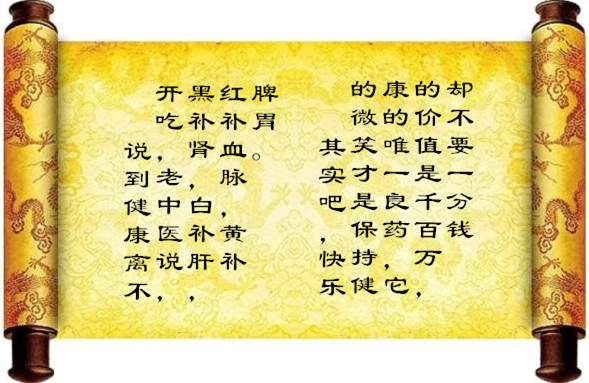 说到健康离不
开吃，老中医说，
黑补肾，白补肝，
红补血脉，黄补
脾胃。
其实吧，快乐
的微笑才是保持健
康的唯一良药，它
的价值是千百万，
却不要一分钱